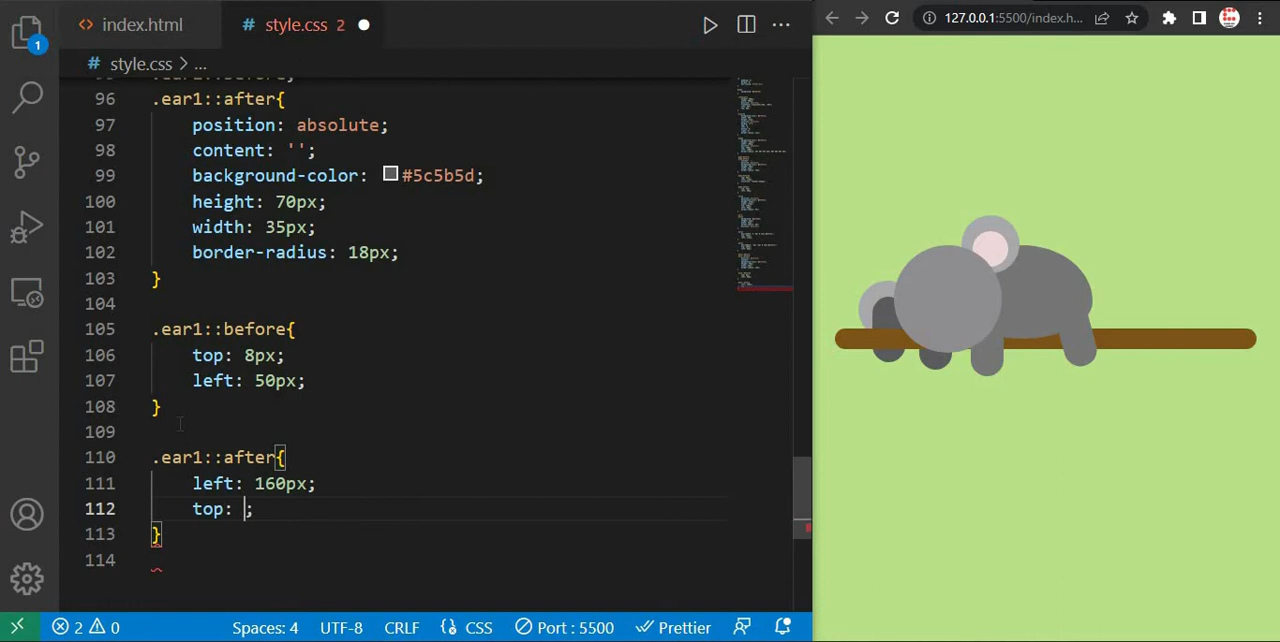 index.html
# style.css 2
127.0.0.1:5500/index.h...
# style.css > ...
1
96 .ear1::after{
97 position: absolute;
98 content: '';
99 background-color: #5c5b5d;
100 height: 70px;
101 width: 35px;
102 border-radius: 18px;
103 }
104
105 .ear1::before{
106 top: 8px;
107 left: 50px;
108 }
109
110 .ear1::after{
111 left: 160px;
112 top: ;
113 }
114
2 0 Spaces: 4 UTF-8 CRLF {} CSS Port : 5500 Prettier